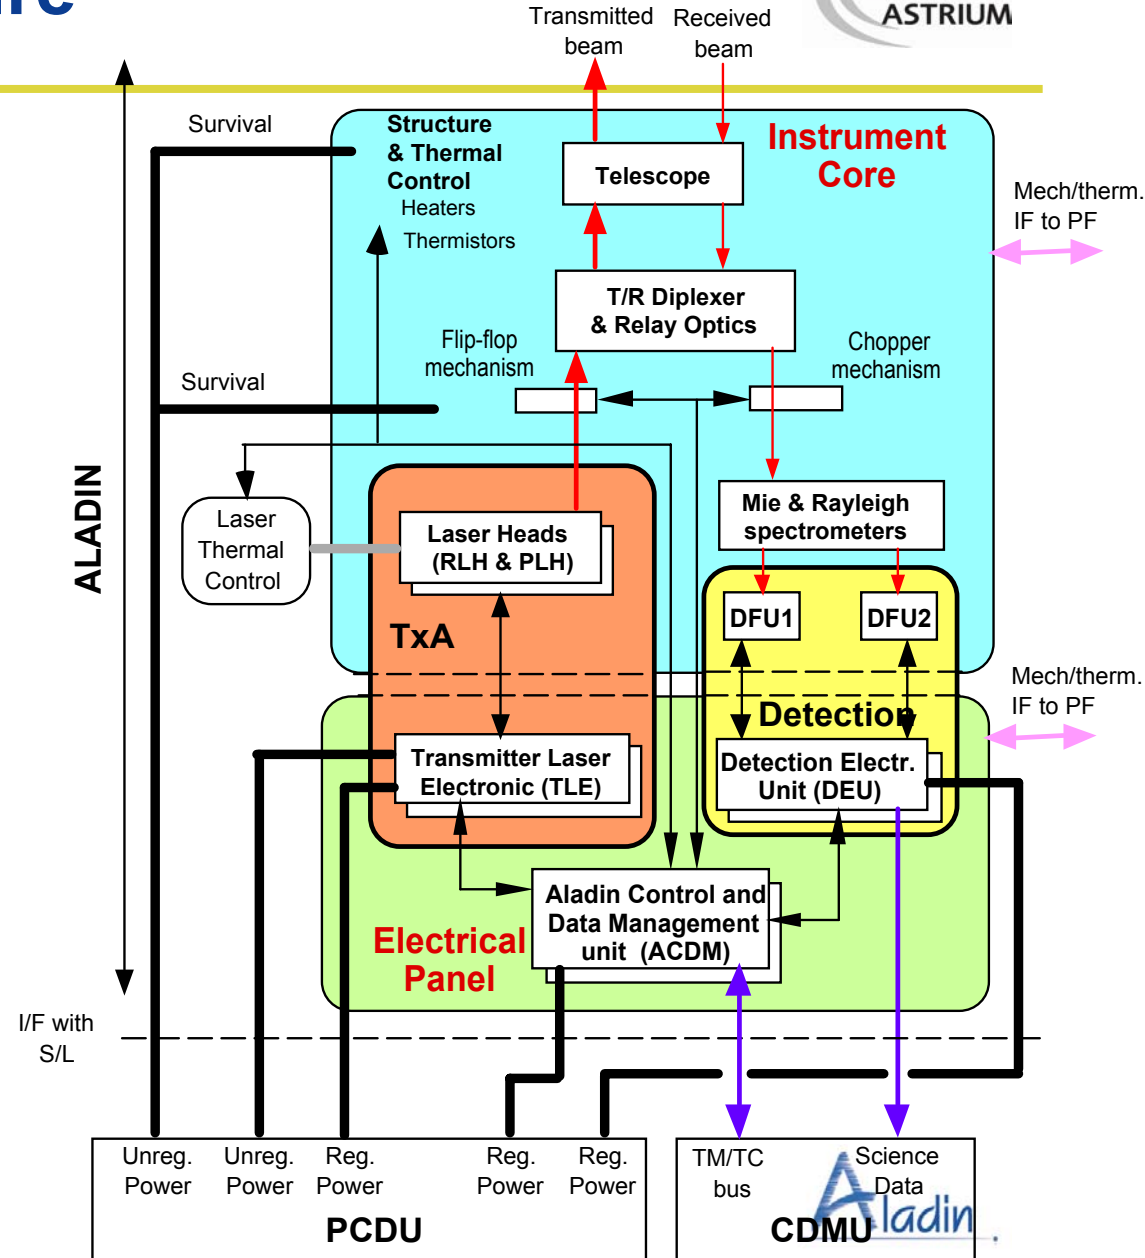 ASTRIUM
Transmitted
beam
Received
beam
Survival
Structure
& Thermal
Control
Heaters
Thermistors
Instrument
Core
Telescope
Mech/therm.
IF to PF
T/R Diplexer
& Relay Optics
Flip-flop
mechanism
Chopper
mechanism
Survival
ALADIN
Laser
Thermal
Control
Laser Heads
(RLH & PLH)
Mie & Rayleigh
spectrometers
TxA
DFU1
DFU2
Mech/therm.
IF to PF
Detection
Transmitter Laser
Electronic (TLE)
Detection Electr.
Unit (DEU)
Aladin Control and
Data Management
unit (ACDM)
Electrical
Panel
I/F with
S/L
Unreg.
Power
Unreg.
Power
Reg.
Power
Reg.
Power
Reg.
Power
PCDU
TM/TC
bus
Science
Data
CDMU
Aladin